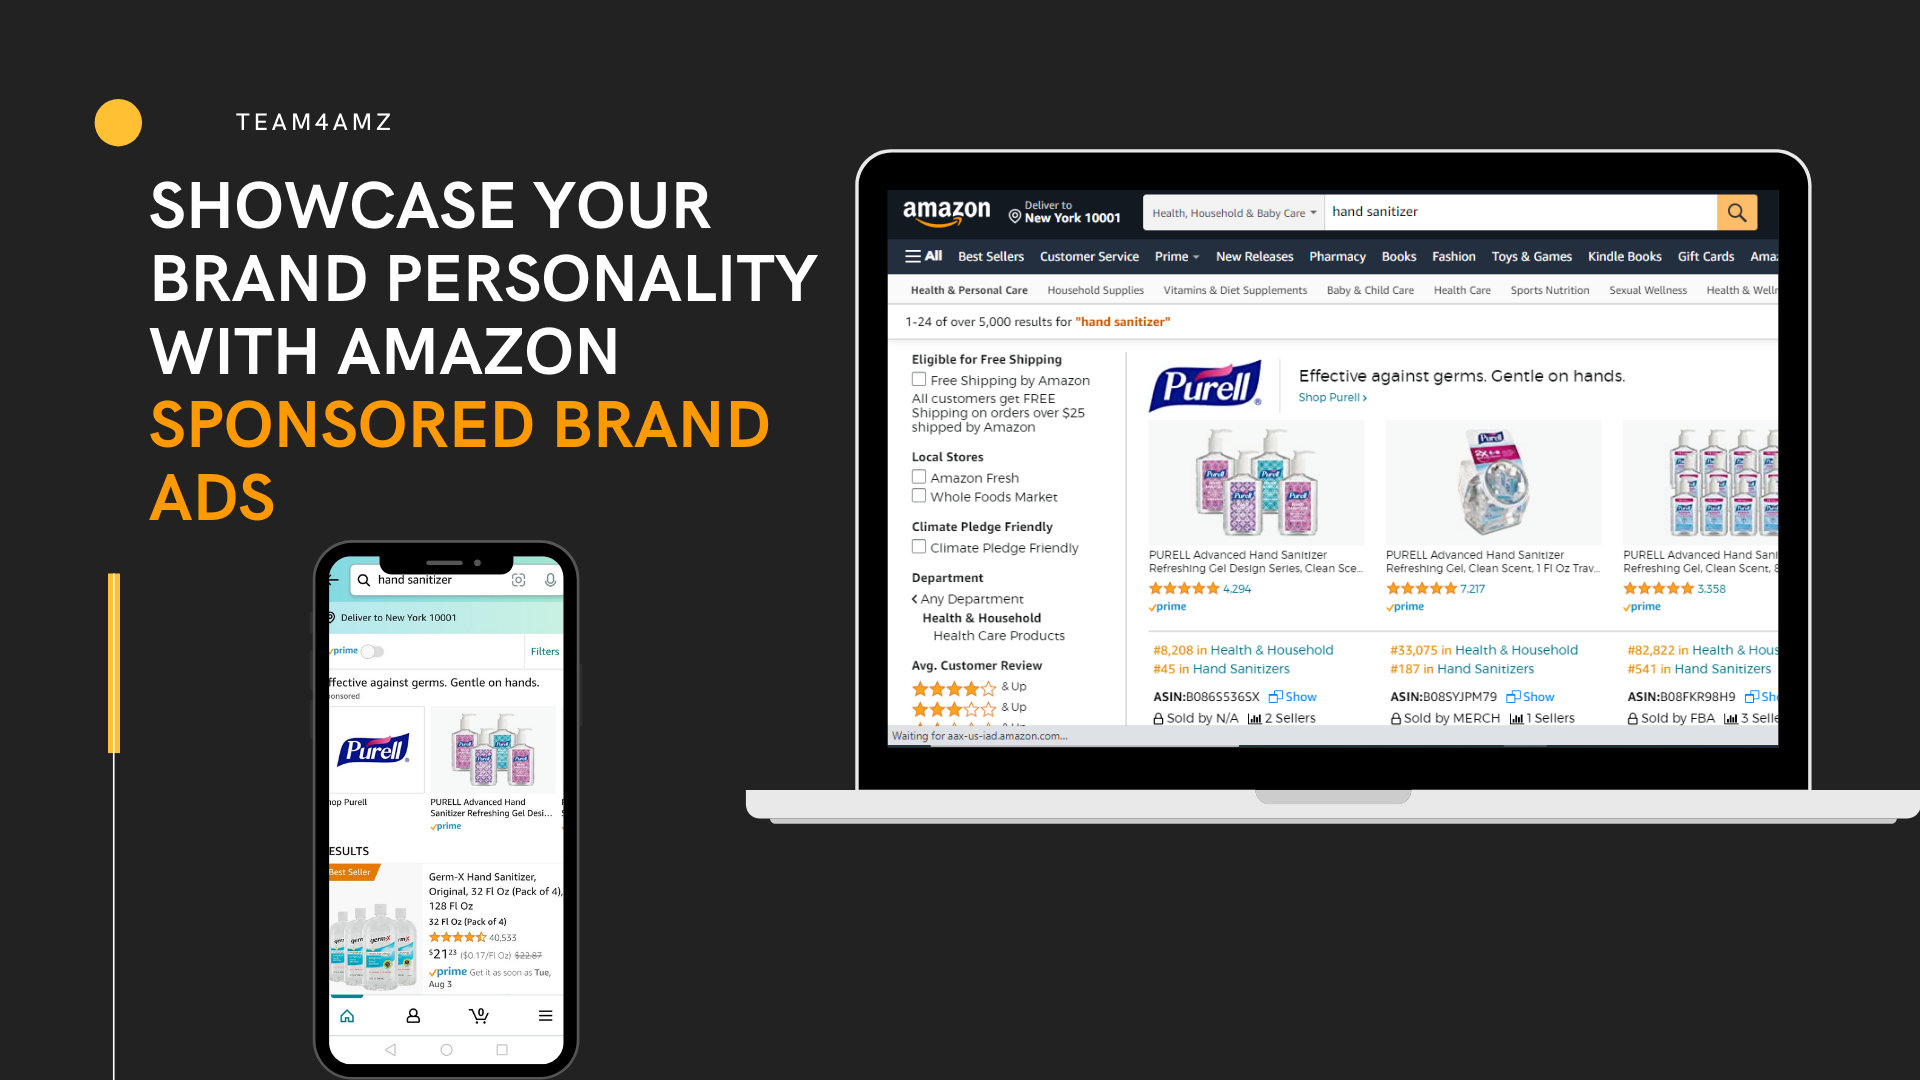 TEAM4AMZ
SHOWCASE YOUR
BRAND PERSONALITY
WITH AMAZON
SPONSORED BRAND
ADS
hand sanitizer
Deliver to New York 10001
prime
Filters
ffective against germs. Gentle on hands.
onsored
Purell
hop Purell
PURELL Advanced Hand
Sanitizer Refreshing Gel Desi...
prime
ESULTS
Best Seller
Germ-X Hand Sanitizer,
Original, 32 Fl Oz (Pack of 4),
128 Fl Oz
32 Fl Oz (Pack of 4)
40,533
$2123 ($0.17/Fl Oz) $22.87
prime Get it as soon as Tue,
Aug 3
0
amazon
Deliver to
New York 10001
Health, Household & Baby Care
hand sanitizer
All Best Sellers Customer Service Prime New Releases Pharmacy Books Fashion Toys & Games Kindle Books Gift Cards Amaz
Health & Personal Care Household Supplies Vitamins & Diet Supplements Baby & Child Care Health Care Sports Nutrition Sexual Wellness Health & Welln
1-24 of over 5,000 results for "hand sanitizer"
Eligible for Free Shipping
Free Shipping by Amazon
All customers get FREE
Shipping on orders over $25
shipped by Amazon
Local Stores
Amazon Fresh
Whole Foods Market
Climate Pledge Friendly
Climate Pledge Friendly
Department
< Any Department
Health & Household
Health Care Products
Avg. Customer Review
& Up
& Up
& Up
Purell®
Effective against germs. Gentle on hands.
Shop Purell ›
PURELL Advanced Hand Sanitizer
Refreshing Gel Design Series, Clean Sce...
4,294
prime
#8,208 in Health & Household
#45 in Hand Sanitizers
ASIN:B086S536SX Show
Sold by N/A 2 Sellers
PURELL Advanced Hand Sanitizer
Refreshing Gel, Clean Scent, 1 Fl Oz Trav...
7,217
prime
#33,075 in Health & Household
#187 in Hand Sanitizers
ASIN:B08SYJPM79 Show
Sold by MERCH 1 Sellers
PURELL Advanced Hand Sani
Refreshing Gel, Clean Scent, 8
3,358
prime
#82,822 in Health & Hous
#541 in Hand Sanitizers
ASIN:B08FKR98H9 Sh
Sold by FBA 3 Selle
Waiting for aax-us-iad.amazon.com...